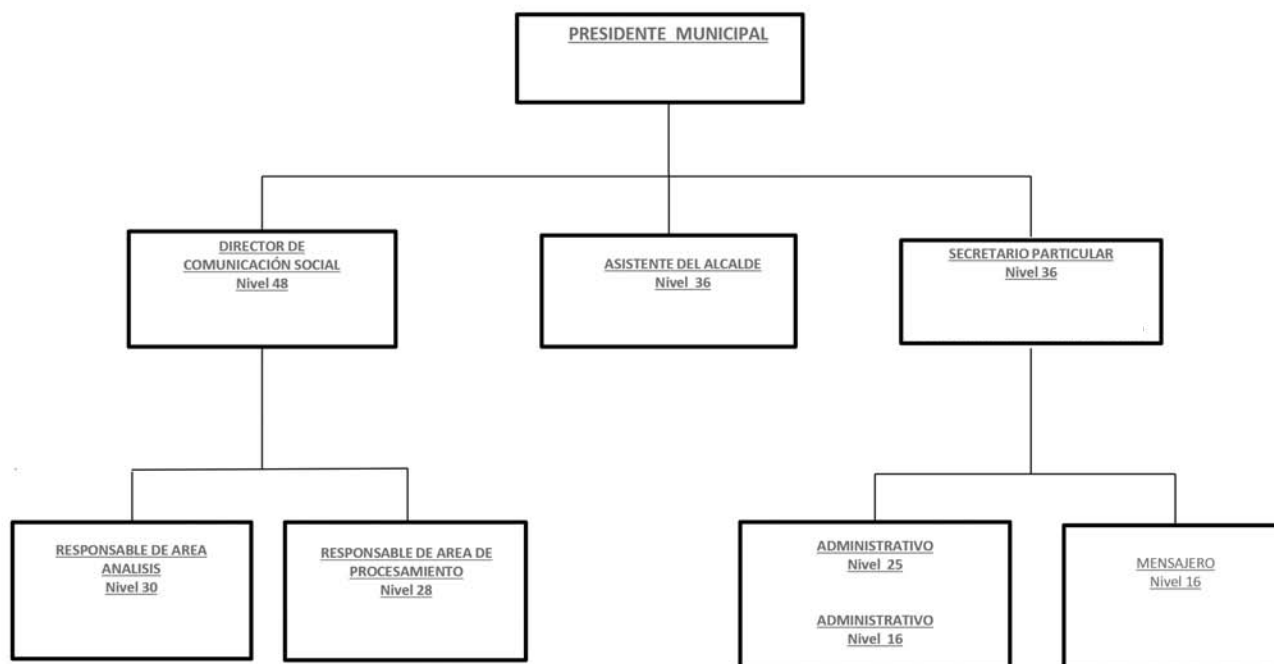 PRESIDENTE MUNICIPAL
DIRECTOR DE
COMUNICACIÓN SOCIAL
Nivel 48
ASISTENTE DEL ALCALDE
Nivel 36
SECRETARIO PARTICULAR
Nivel 36
RESPONSABLE DE AREA
ANALISIS
Nivel 30
RESPONSABLE DE AREA DE
PROCESAMIENTO
Nivel 28
ADMINISTRATIVO
Nivel 25
ADMINISTRATIVO
Nivel 16
MENSAJERO
Nivel 16